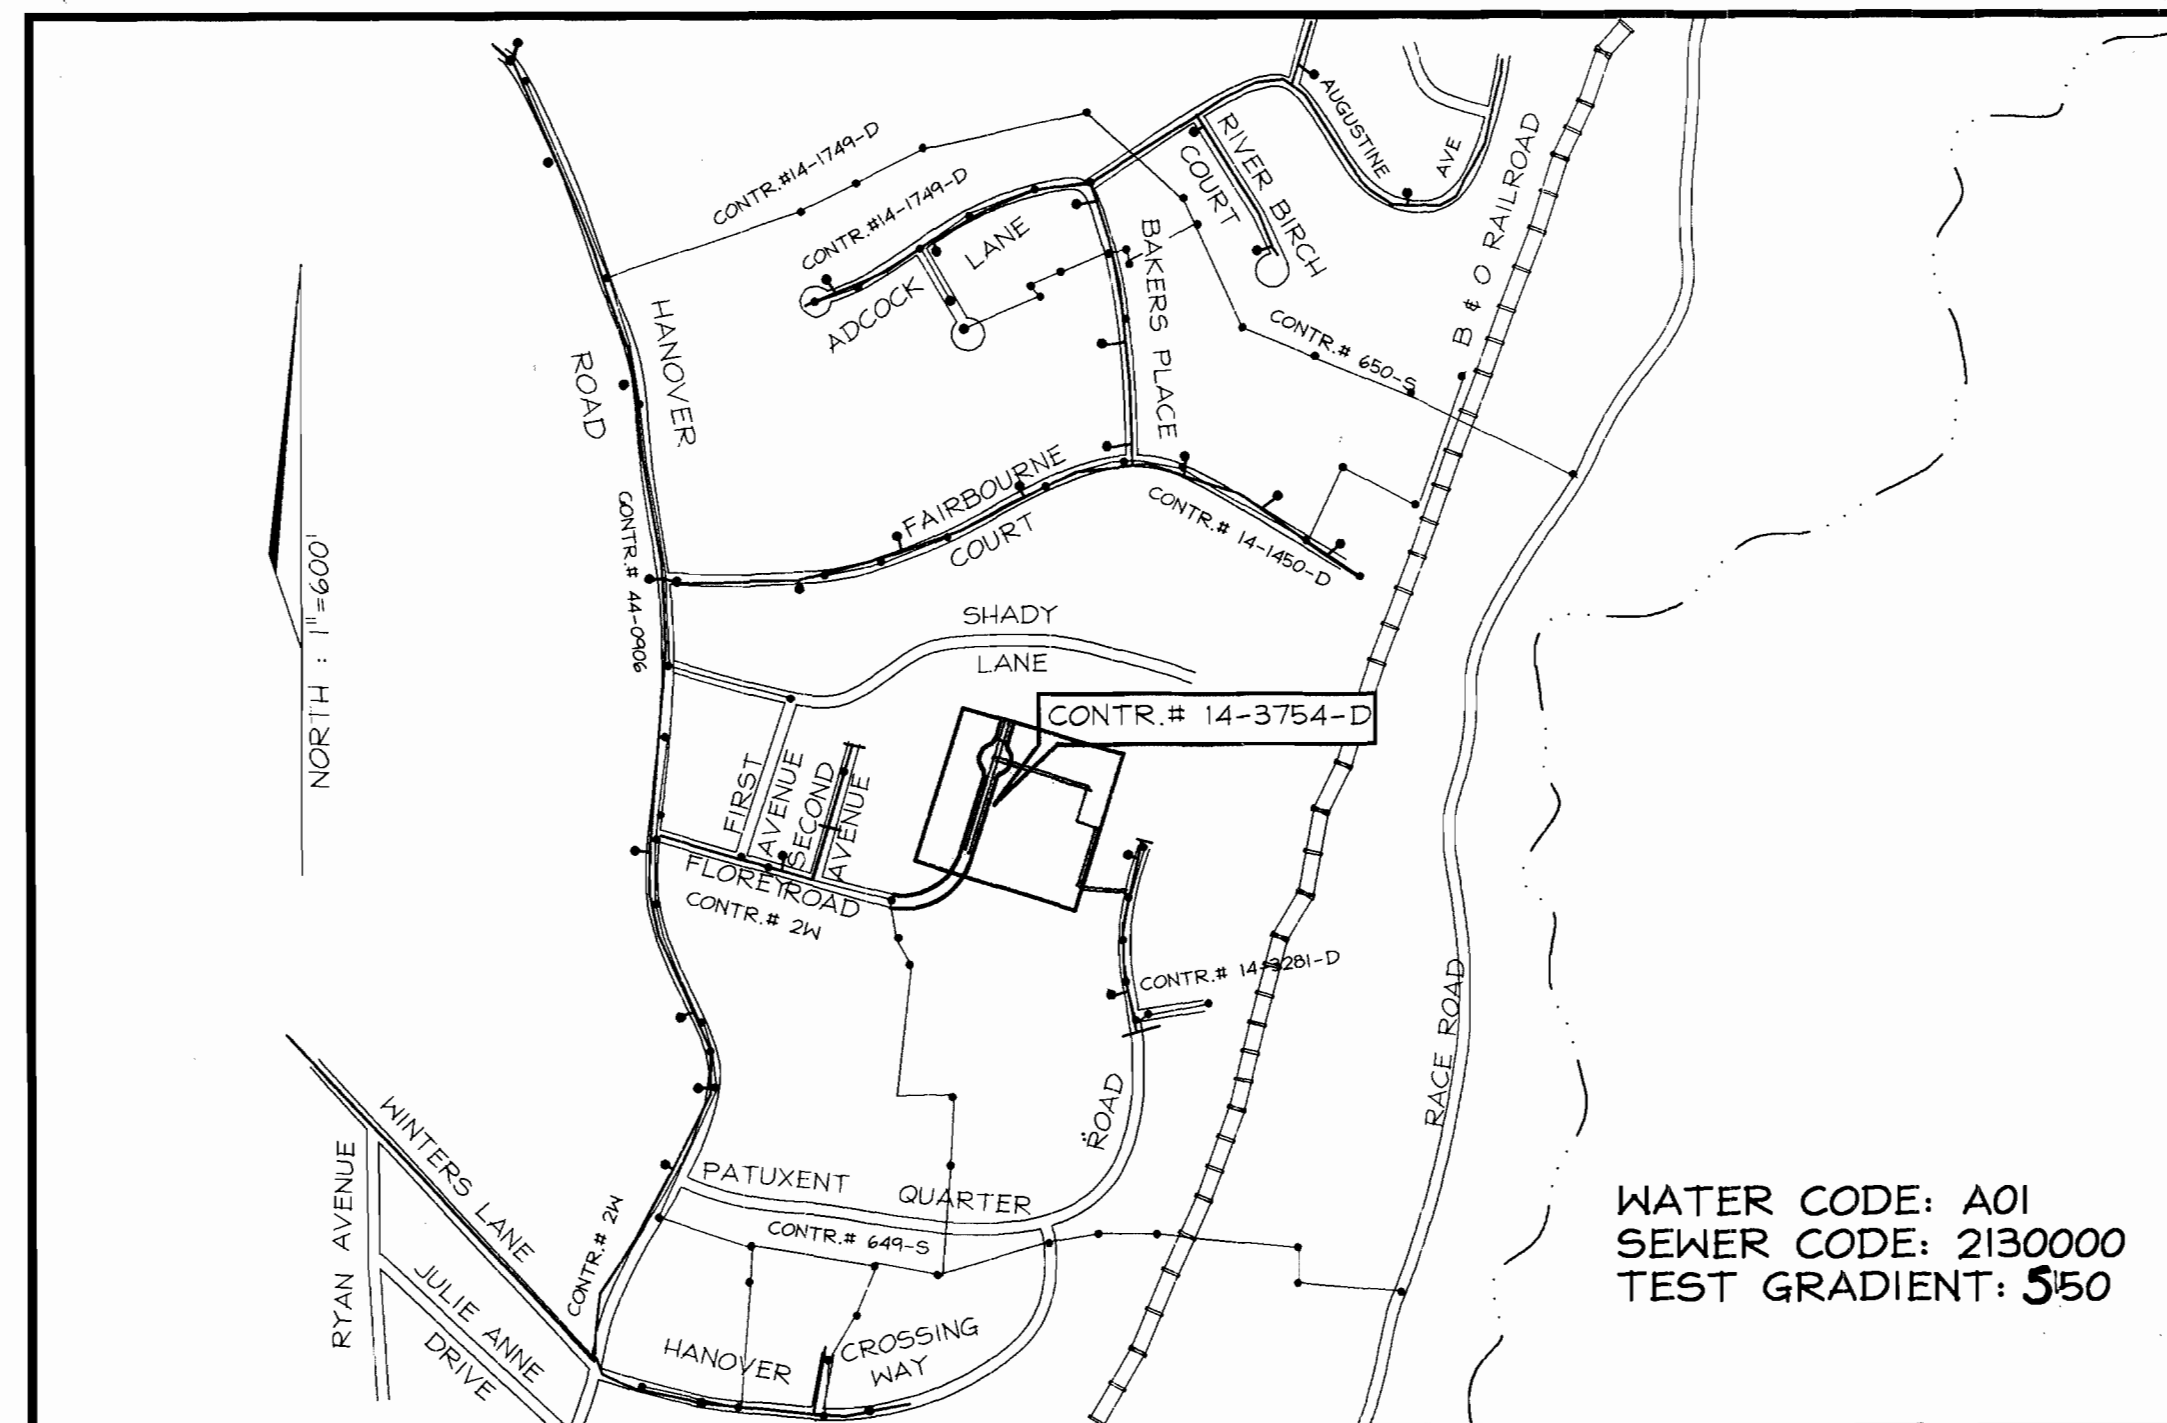 CONTR.#14-1749-D
CONTR.#14-1749-D
ADCOCK LANE
AUGUSTINE AVE
RIVER BIRCH
COURT
B & O RAILROAD
HANOVER
ROAD
BAKERS PLACE
CONTR.# 650-S
FAIRBOURNE
COURT
CONTR.# 14-1450-D
CONTR.# 44-0906
NORTH : 1"=600'
SHADY
LANE
CONTR.# 14-3754-D
FIRST
AVENUE
SECOND
AVENUE
FLOREY ROAD
CONTR.# 2W
CONTR.# 14-3281-D
RACE ROAD
WINTERS LANE
RYAN AVENUE
JULIE ANNE
DRIVE
CONTR.# 2W
PATUXENT QUARTER ROAD
CONTR.# 649-S
HANOVER CROSSING
WAY
WATER CODE: A01
SEWER CODE: 2130000
TEST GRADIENT: 550